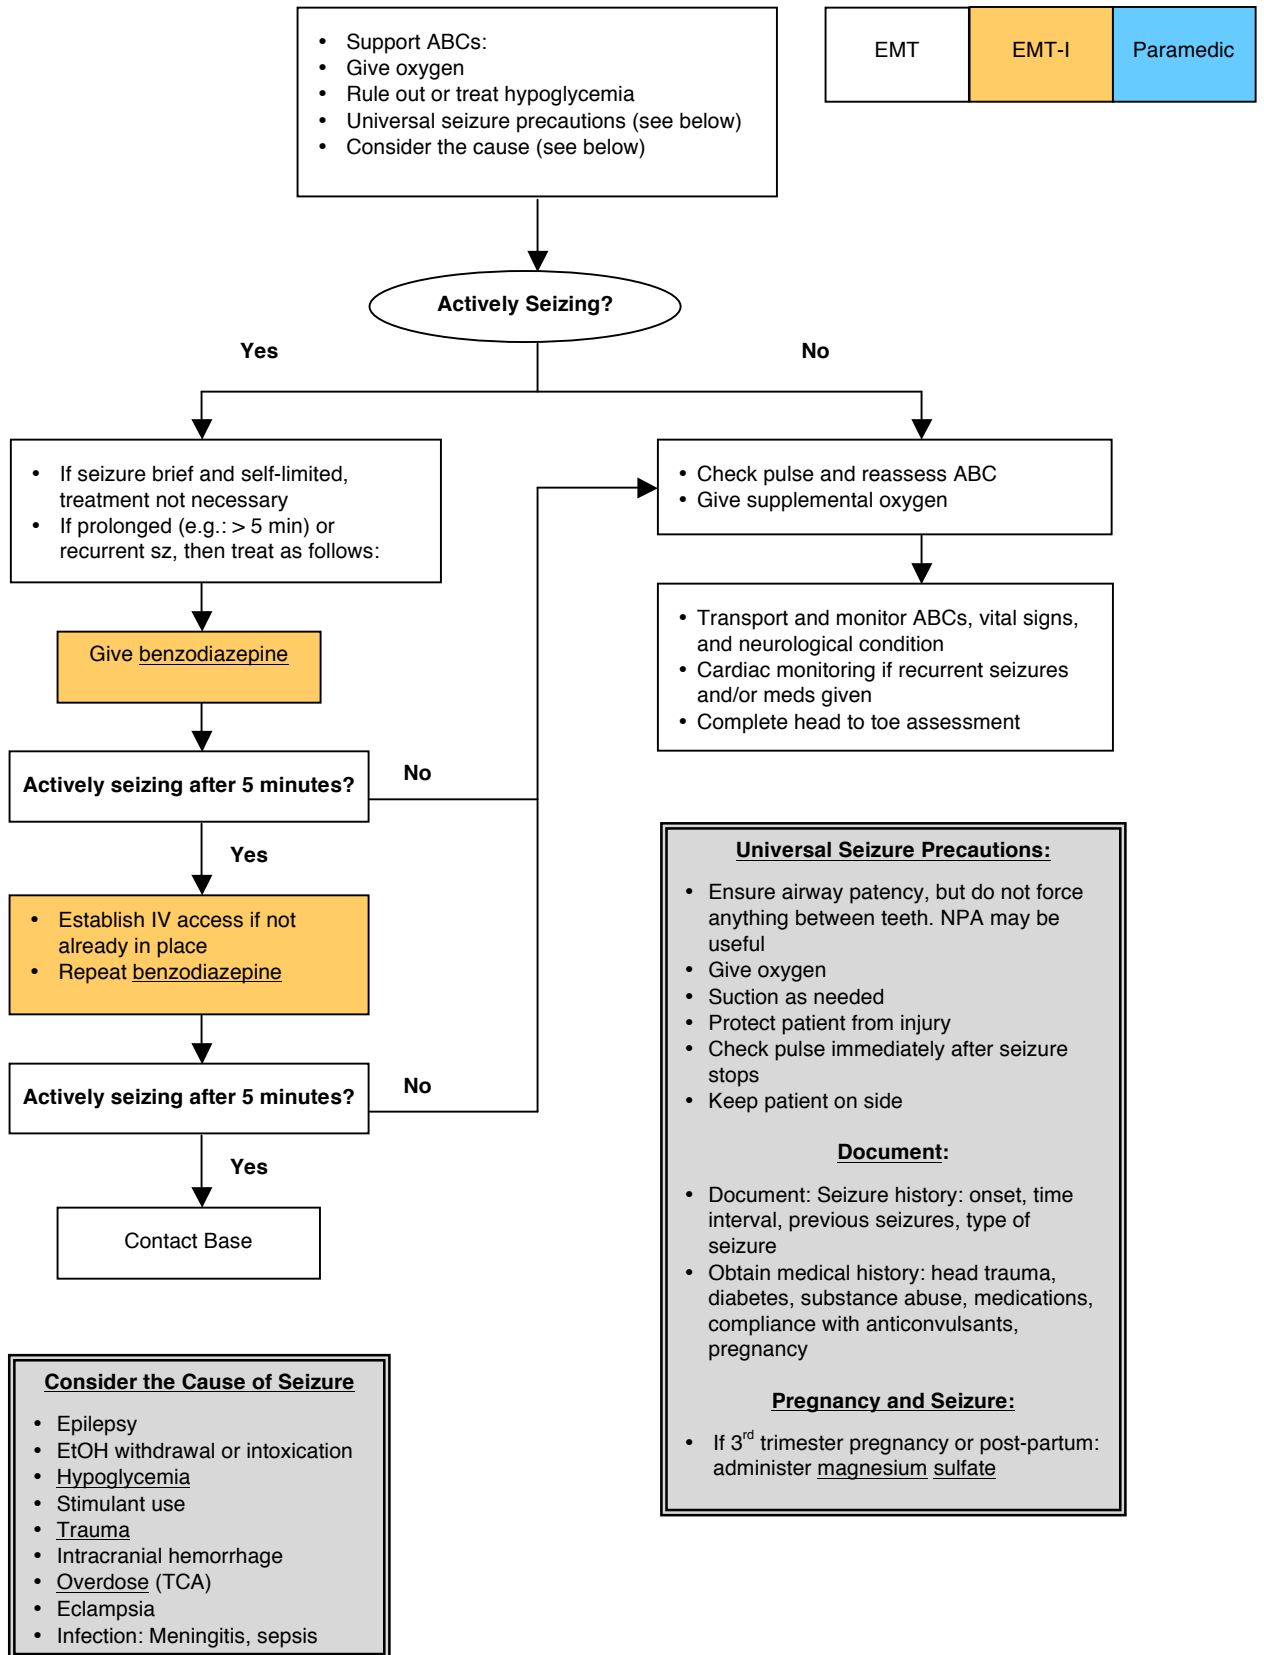 • Support ABCs:
• Give oxygen
• Rule out or treat hypoglycemia
• Universal seizure precautions (see below)
• Consider the cause (see below)
EMT
EMT-I
Paramedic
Actively Seizing?
Yes
No
• If seizure brief and self-limited,
treatment not necessary
• If prolonged (e.g.: > 5 min) or
recurrent sz, then treat as follows:
• Check pulse and reassess ABC
• Give supplemental oxygen
Give benzodiazepine
• Transport and monitor ABCs, vital signs,
and neurological condition
• Cardiac monitoring if recurrent seizures
and/or meds given
• Complete head to toe assessment
Actively seizing after 5 minutes?
No
Yes
• Establish IV access if not
already in place
• Repeat benzodiazepine
Actively seizing after 5 minutes?
No
Yes
Contact Base
Universal Seizure Precautions:
• Ensure airway patency, but do not force
anything between teeth. NPA may be
useful
• Give oxygen
• Suction as needed
• Protect patient from injury
• Check pulse immediately after seizure
stops
• Keep patient on side
Document:
• Document: Seizure history: onset, time
interval, previous seizures, type of
seizure
• Obtain medical history: head trauma,
diabetes, substance abuse, medications,
compliance with anticonvulsants,
pregnancy
Pregnancy and Seizure:
• If 3rd trimester pregnancy or post-partum:
administer magnesium sulfate
Consider the Cause of Seizure
• Epilepsy
• EtOH withdrawal or intoxication
• Hypoglycemia
• Stimulant use
• Trauma
• Intracranial hemorrhage
• Overdose (TCA)
• Eclampsia
• Infection: Meningitis, sepsis